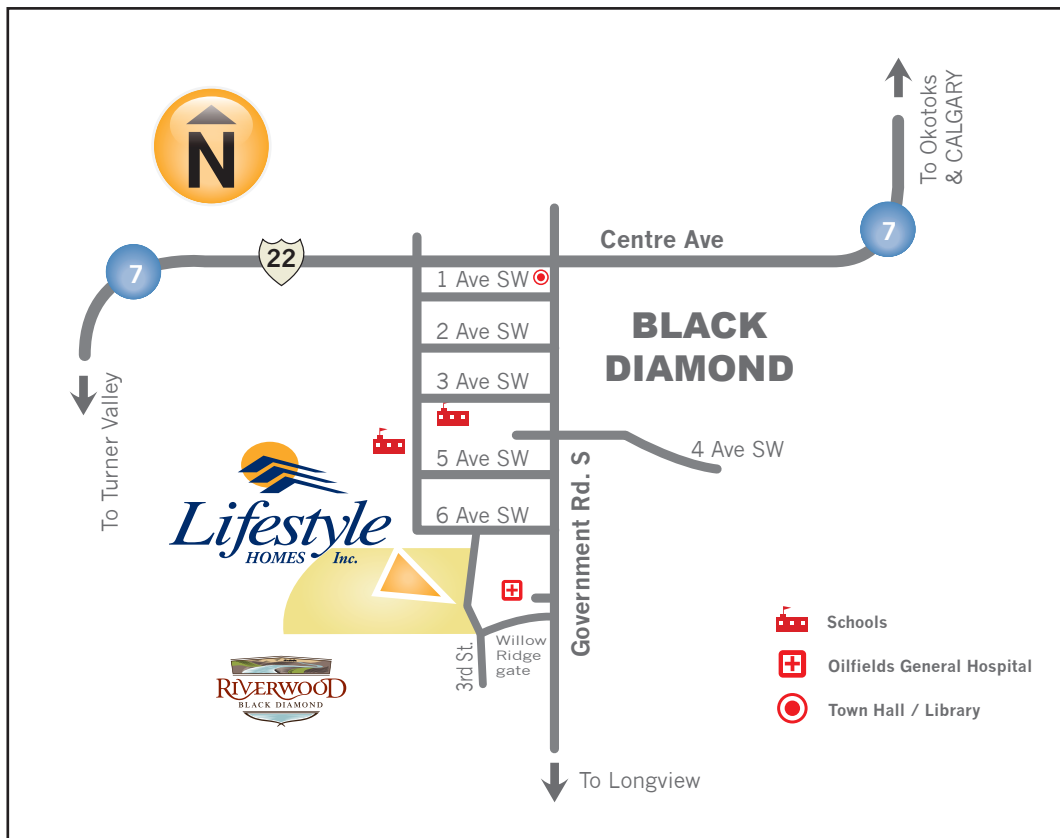 N
To Okotoks
& CALGARY
7
Centre Ave
22
7
1 Ave SW
BLACK
DIAMOND
2 Ave SW
3 Ave SW
To Turner Valley
4 Ave SW
5 Ave SW
Government Rd. S
6 Ave SW
Lifestyle
HOMES Inc.
Willow
Ridge
gate
3rd St.
RIVERWOOD
BLACK DIAMOND
Schools
Oilfields General Hospital
Town Hall / Library
To Longview